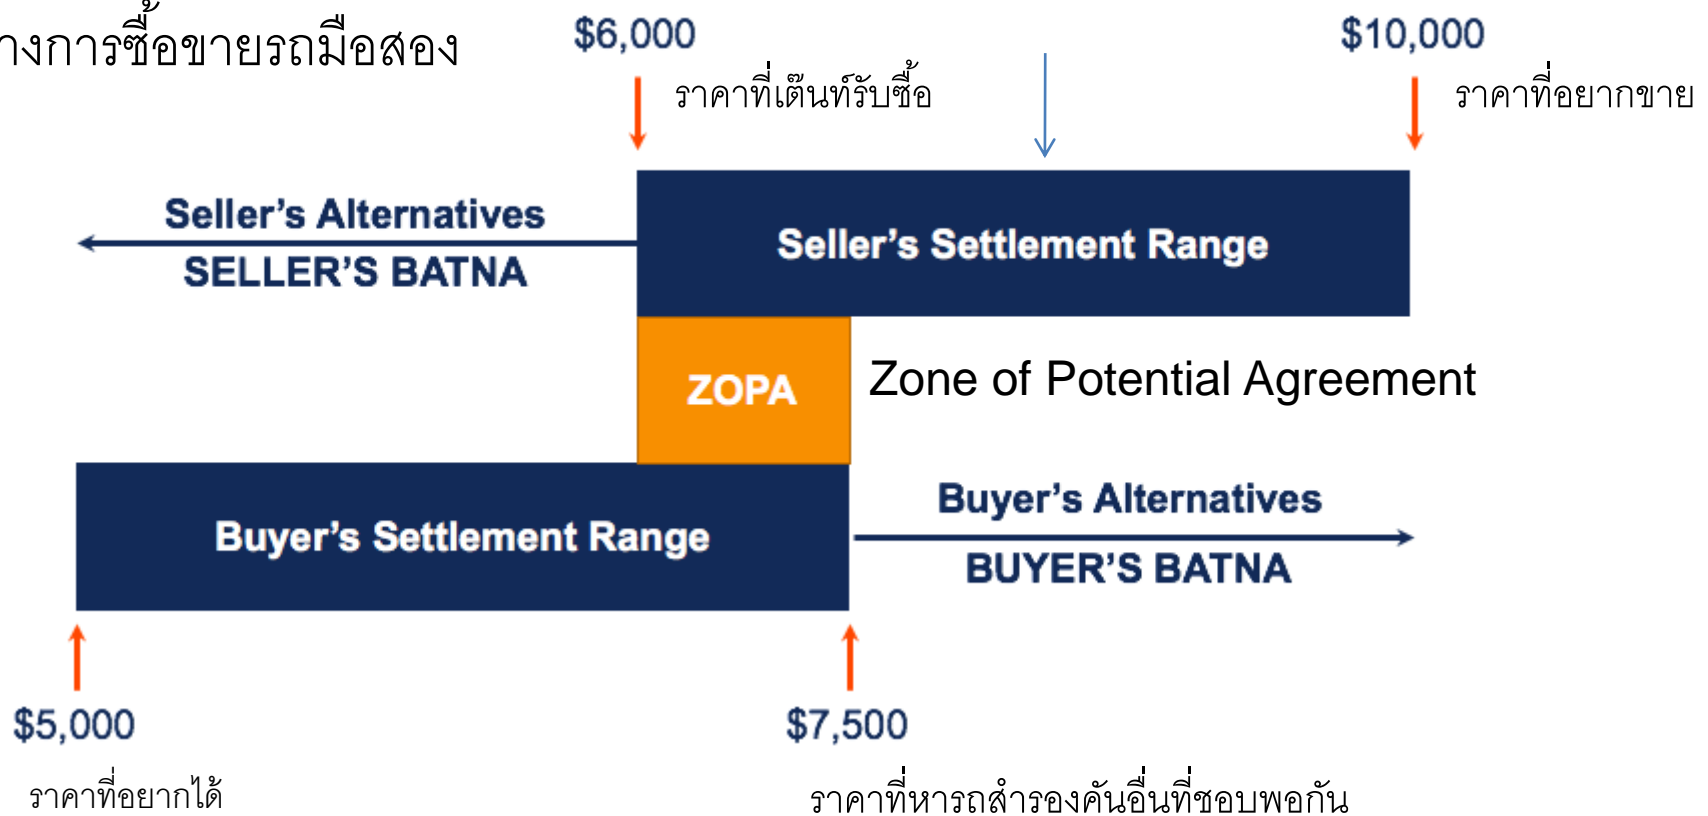 างการซื้อขายรถมือสอง
$6,000
$10,000
ราคาที่เต๊นท์รับซื้อ
ราคาที่อยากขาย
Seller's Alternatives
SELLER'S BATNA
Seller's Settlement Range
ZOPA
Zone of Potential Agreement
Buyer's Settlement Range
Buyer's Alternatives
BUYER'S BATNA
$5,000
$7,500
ราคาที่อยากได้
ราคาที่หารถสำรองคันอื่นที่ชอบพอกัน